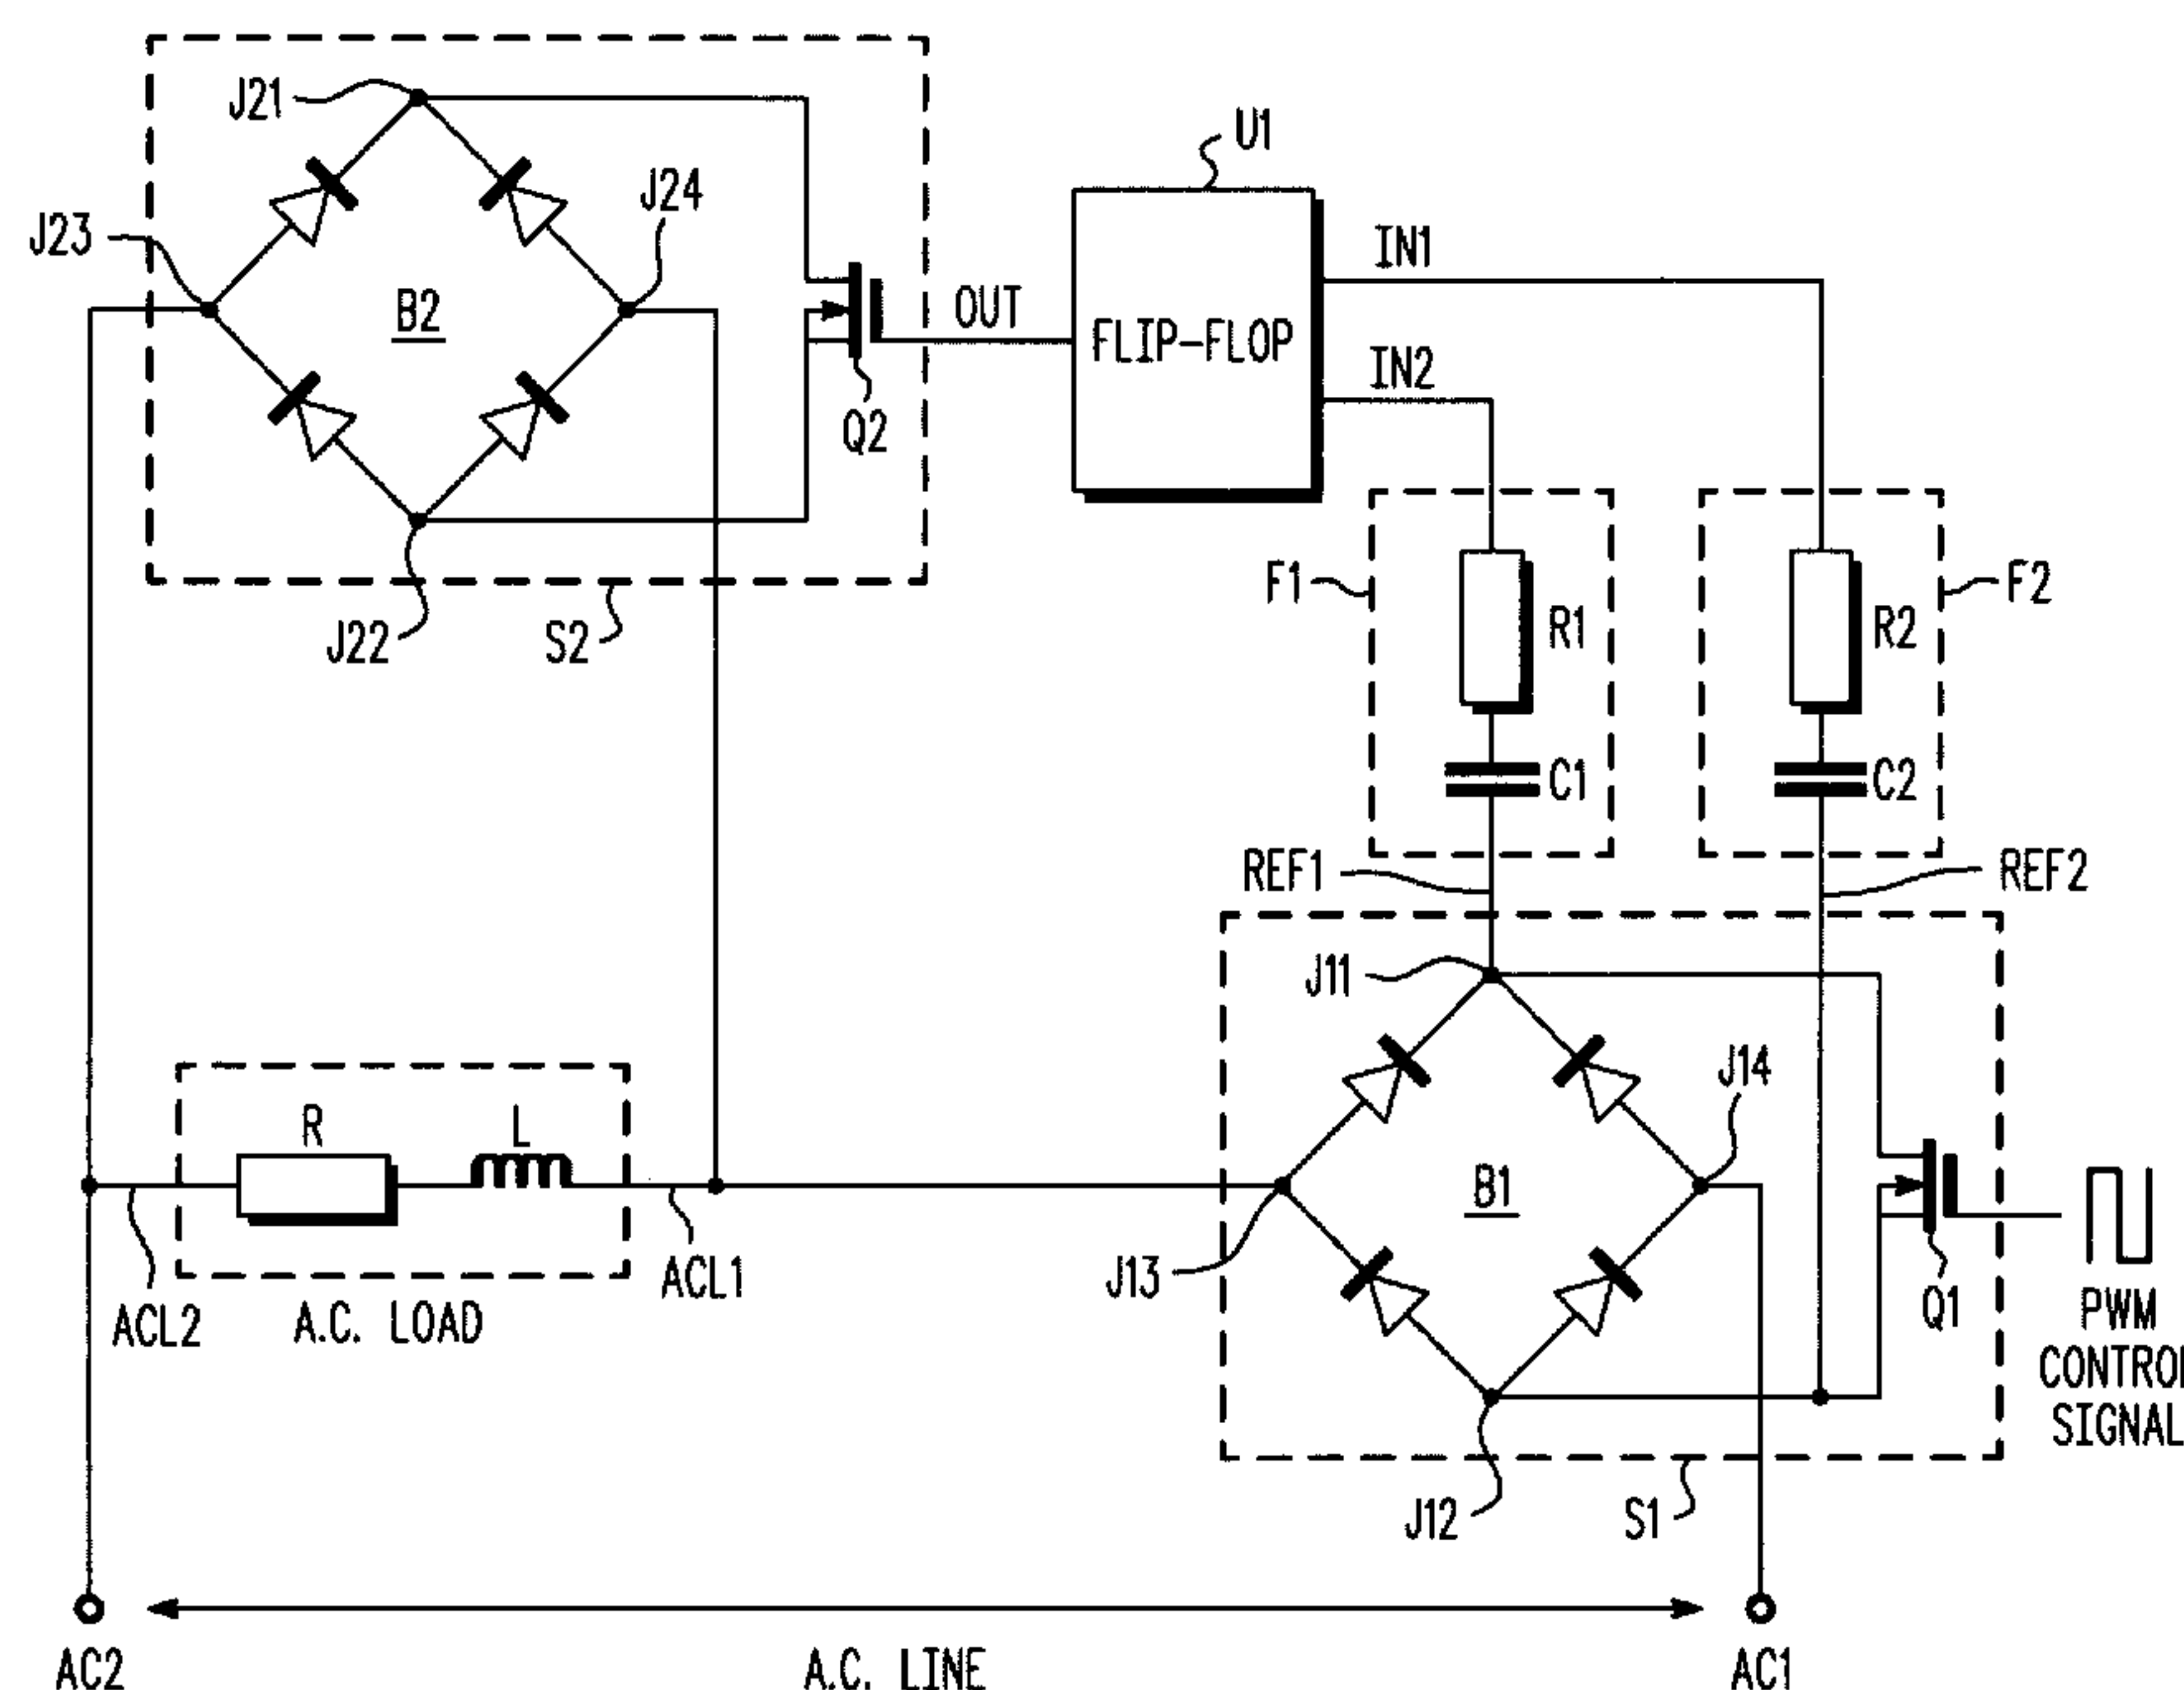 J21
U1
J24
J23
IN1
B2
OUT
FLIP-FLOP
IN2
Q2
F1
R1
R2
F2
J22
S2
C1
C2
REF1
REF2
J11
J14
R
L
B1
J13
ACL1
Q1
PWM
ACL2
A.C. LOAD
CONTROL
SIGNAL
J12
S1
AC2
A.C. LINE
AC1